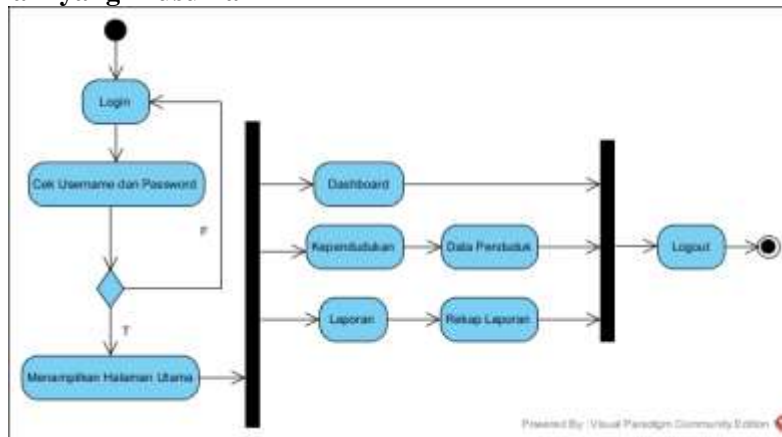 Login
Cek Username dan Password
F
T
Menampilkan Halaman Utama
Dashboard
Kependudukan
Data Penduduk
Laporan
Rekap Laporan
Logout
Powered By Visual Paradigm Community Edition